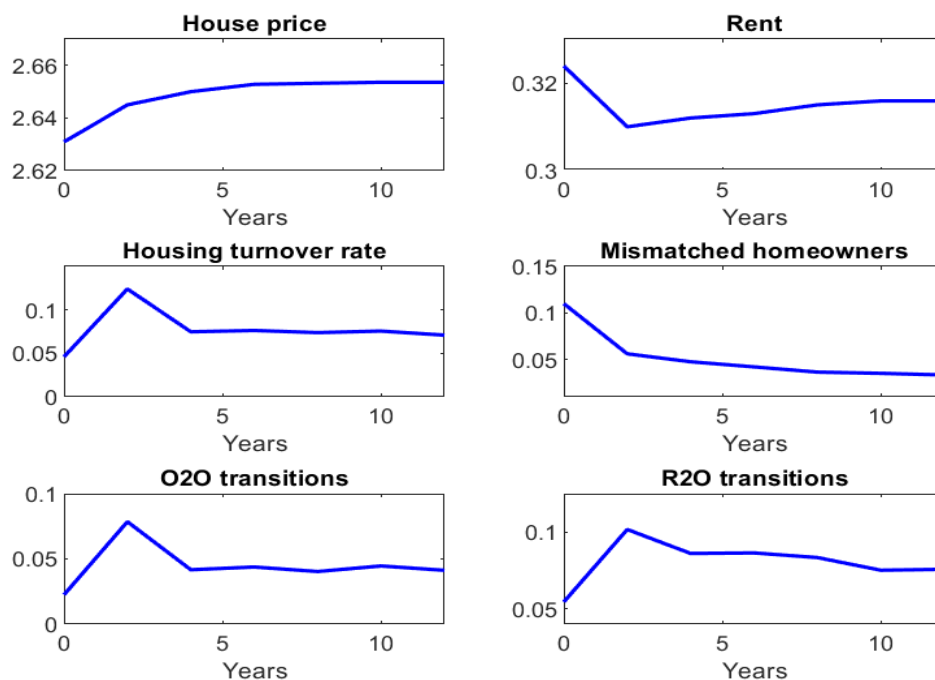 House price
2.66
2.64
2.62
0
5
10
Years
Rent
0.32
0.3
0
5
10
Years
Housing turnover rate
0.1
0.05
0
0
5
10
Years
Mismatched homeowners
0.15
0.1
0.05
0
5
10
Years
O2O transitions
0.1
0.05
0
0
5
10
Years
R2O transitions
0.1
0.05
0
5
10
Years